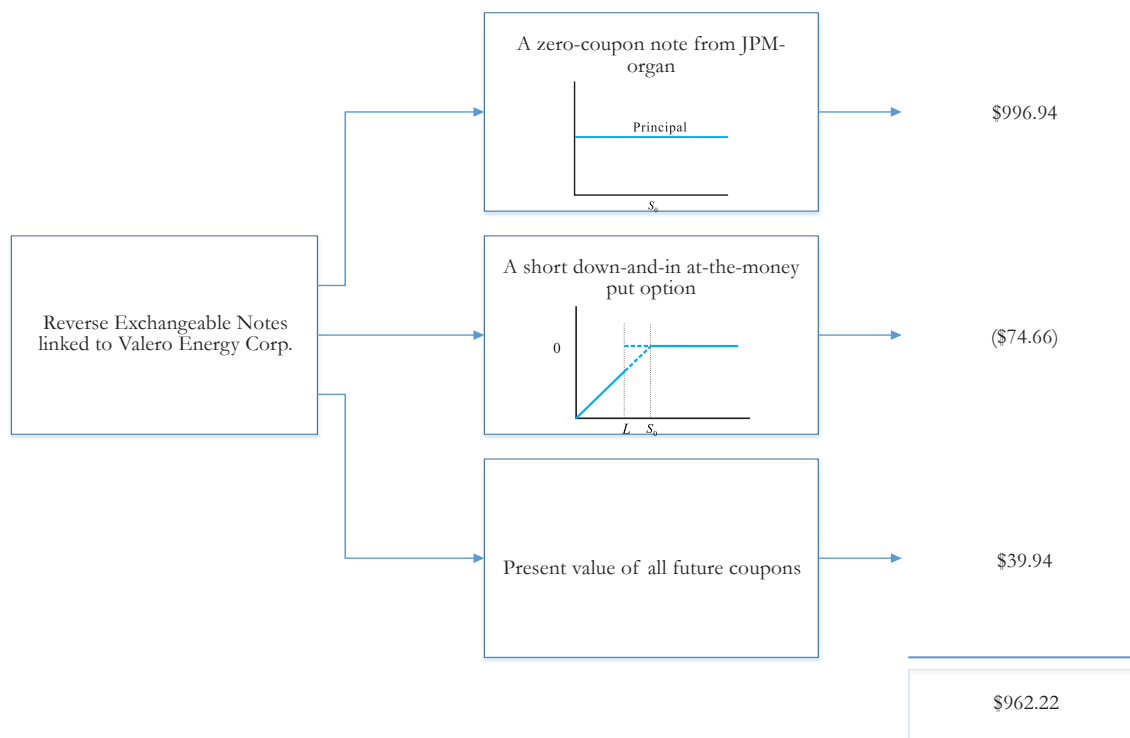 A zero-coupon note from JPM-
organ
Principal
S₀
$996.94
Reverse Exchangeable Notes
linked to Valero Energy Corp.
A short down-and-in at-the-money
put option
0
L S₀
($74.66)
Present value of all future coupons
$39.94
$962.22